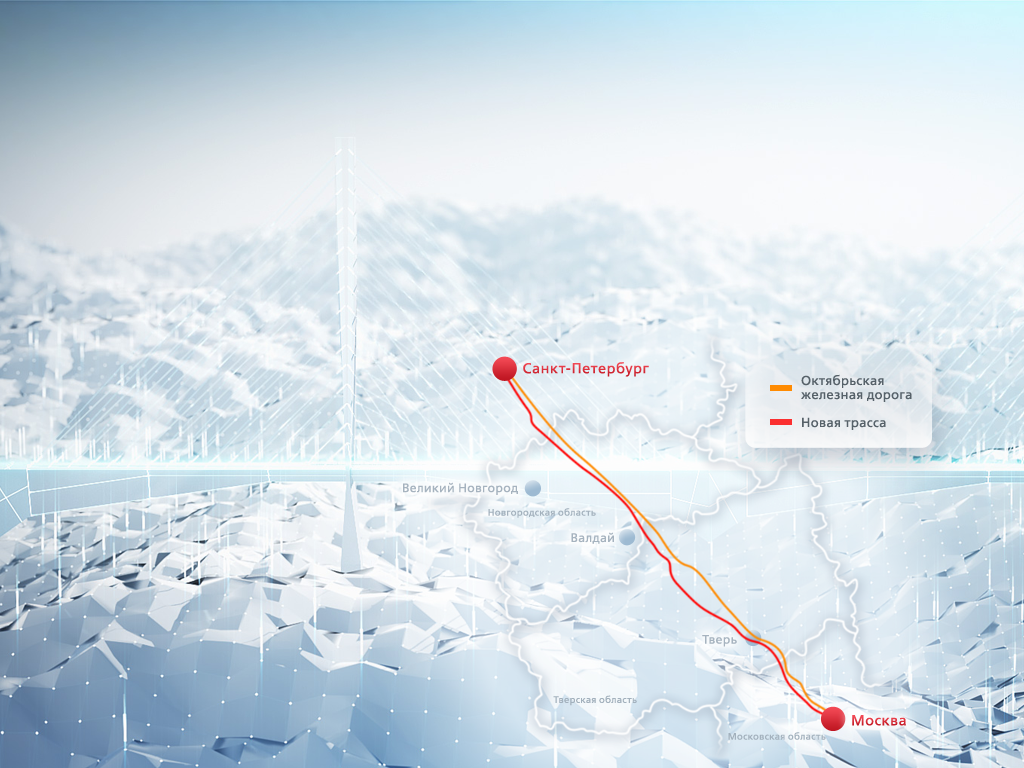 Санкт-Петербург
Октябрьская
железная дорога
Новая трасса
Великий Новгород
Новгородская область
Валдай
Тверь
Тверская область
Москва
Московская область